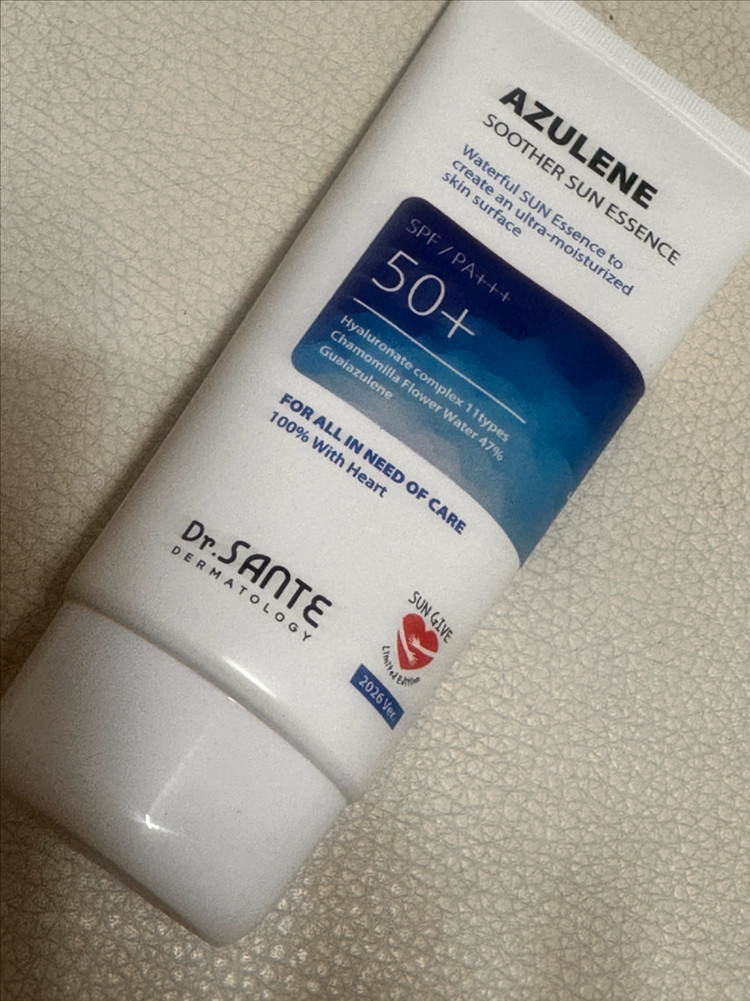 AZULENE
SOOTHER SUN ESSENCE
Waterful SUN Essence to
create an ultra-moisturized
skin surface
SPF / PA+++
50+
Hyaluronate complex 11types
Chamomilla Flower Water 47%
Guaiazulene
FOR ALL IN NEED OF CARE
100% With Heart
Dr.SANTE
DERMATOLOGY
SUN GIVE
Limited EDITION
2026 Ver.